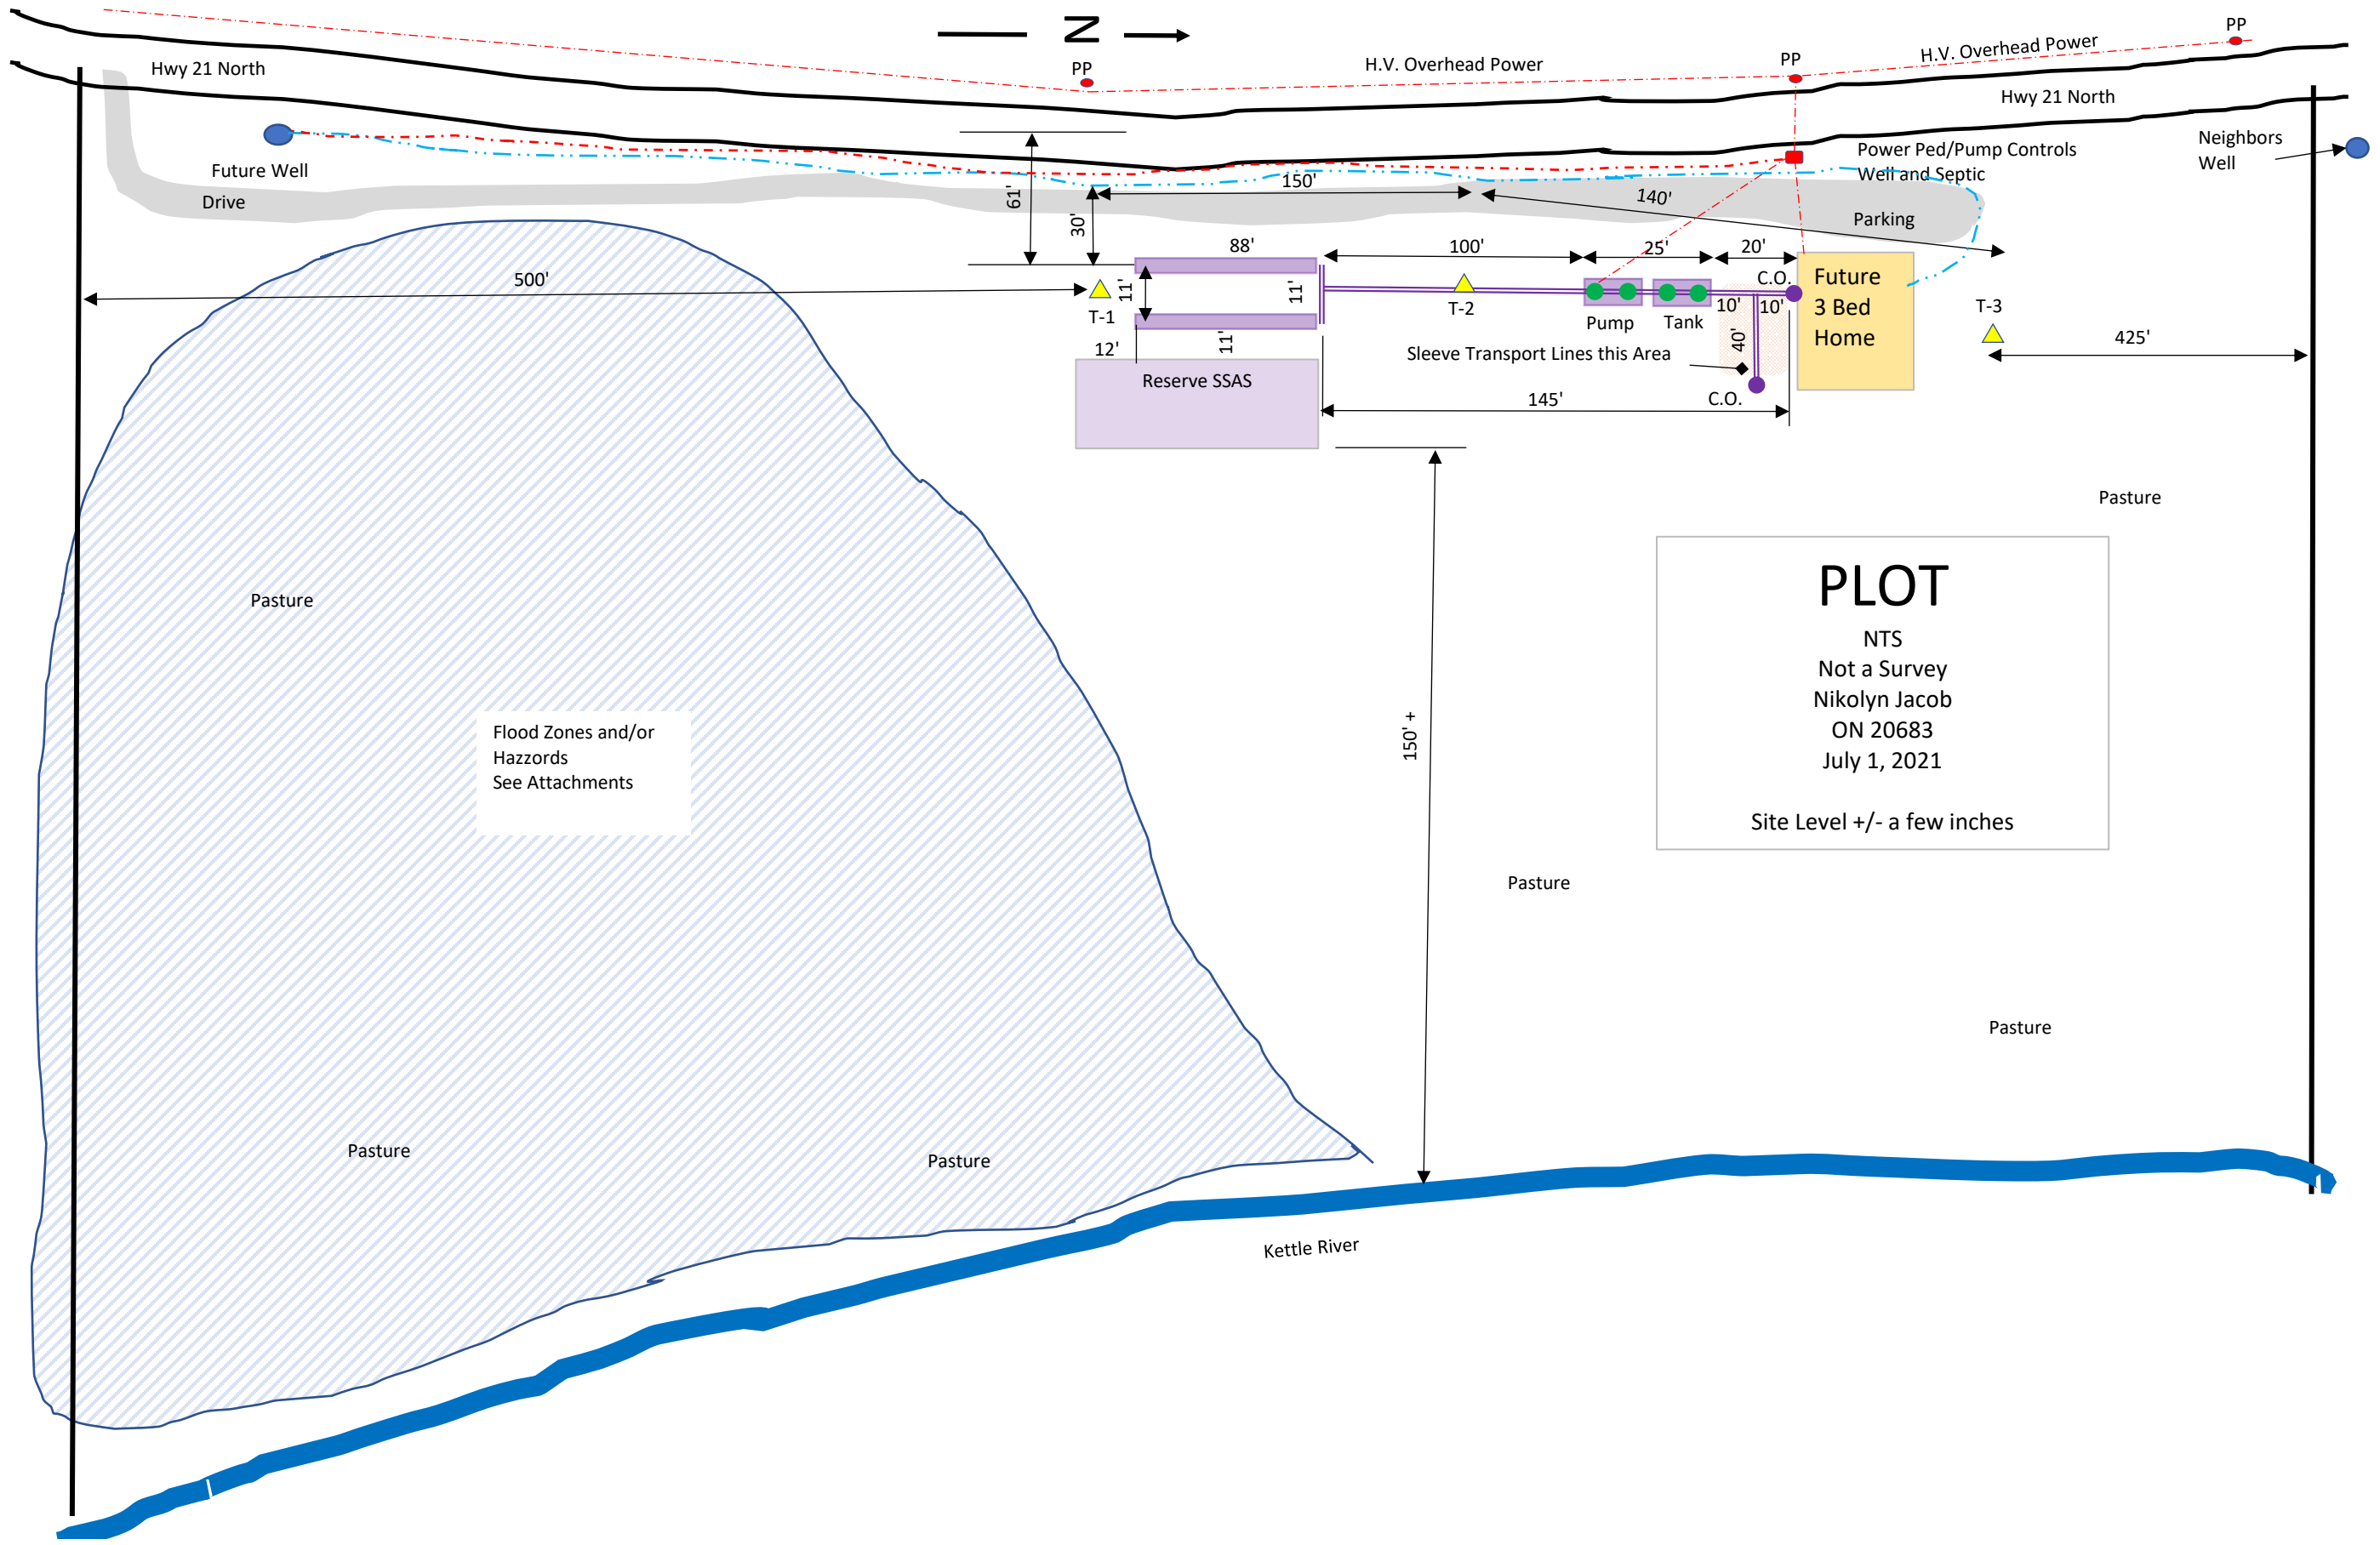 N
PP
H.V. Overhead Power
PP
H.V. Overhead Power
PP
Hwy 21 North
Hwy 21 North
Future Well
Drive
61'
30'
150'
140'
Power Ped/Pump Controls
Well and Septic
Parking
Neighbors
Well
500'
88'
100'
25'
20'
C.O.
T-1
11'
11'
T-2
Pump
Tank
10'
10'
Future
3 Bed
Home
T-3
425'
12'
11'
Sleeve Transport Lines this Area
40'
Reserve SSAS
145'
C.O.
Pasture
Pasture
PLOT
NTS
Not a Survey
Nikolyn Jacob
ON 20683
July 1, 2021
Site Level +/- a few inches
Flood Zones and/or
Hazzords
See Attachments
150' +
Pasture
Pasture
Pasture
Pasture
Kettle River